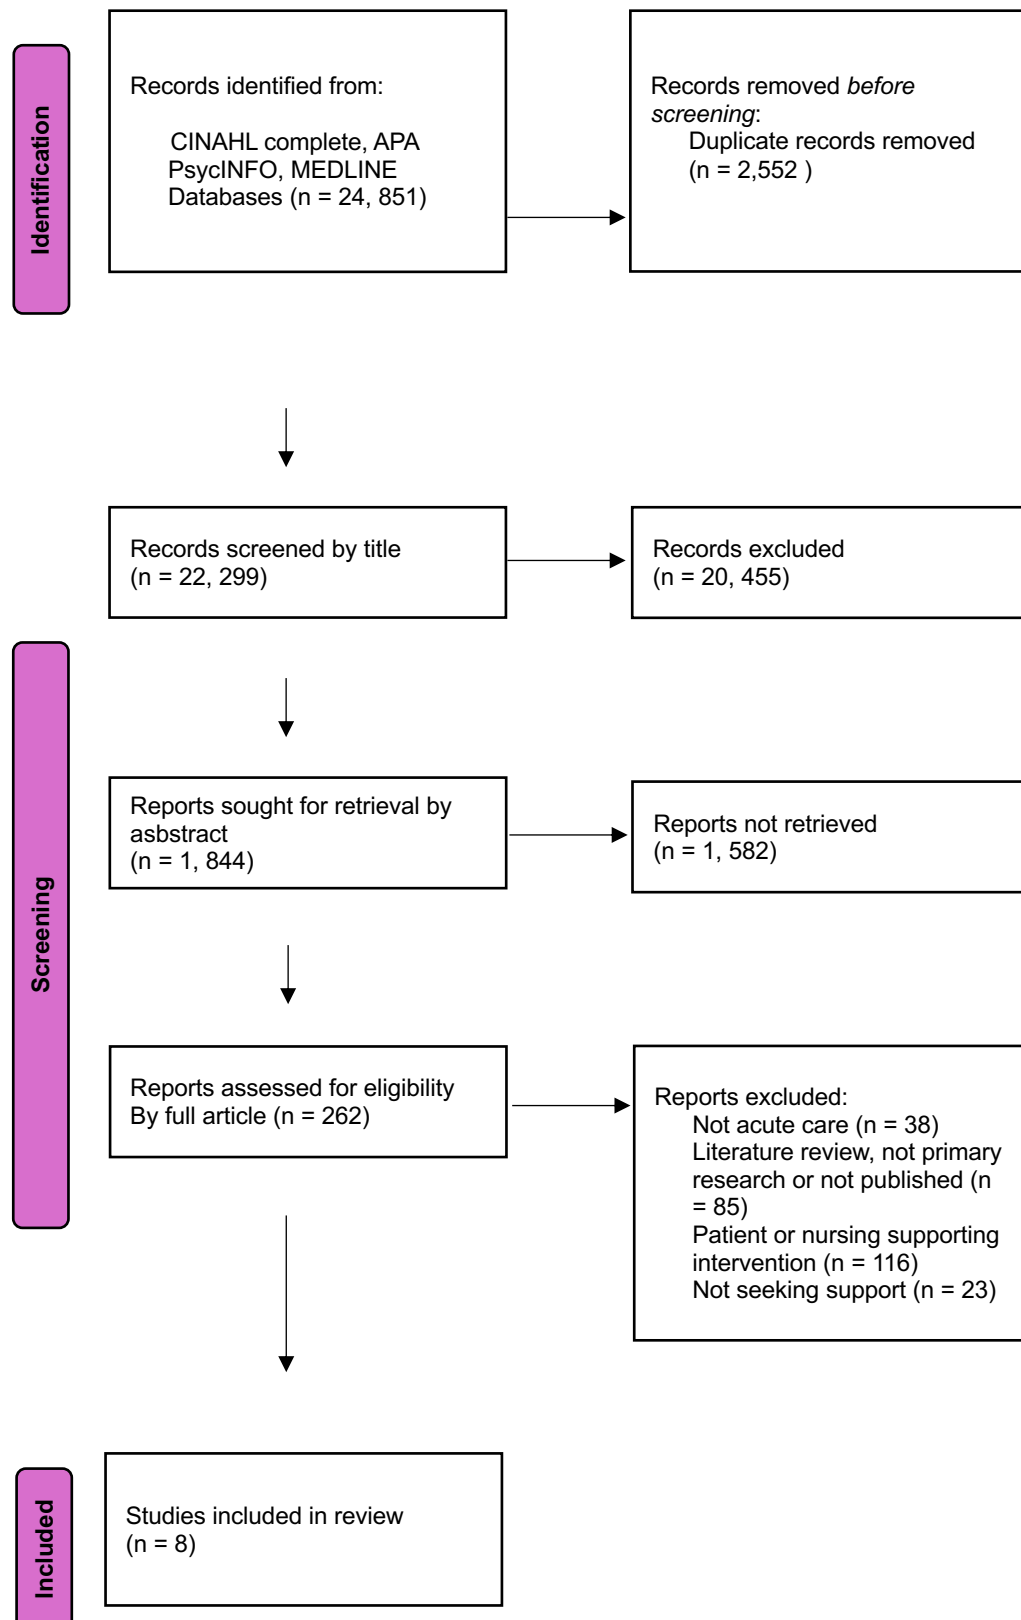 Identification
Records identified from:
CINAHL complete, APA
PsycINFO, MEDLINE
Databases (n = 24, 851)
Records removed before
screening:
Duplicate records removed
(n = 2,552 )
Records screened by title
(n = 22, 299)
Records excluded
(n = 20, 455)
Screening
Reports sought for retrieval by
asbstract
(n = 1, 844)
Reports not retrieved
(n = 1, 582)
Reports assessed for eligibility
By full article (n = 262)
Reports excluded:
Not acute care (n = 38)
Literature review, not primary
research or not published (n
= 85)
Patient or nursing supporting
intervention (n = 116)
Not seeking support (n = 23)
Included
Studies included in review
(n = 8)